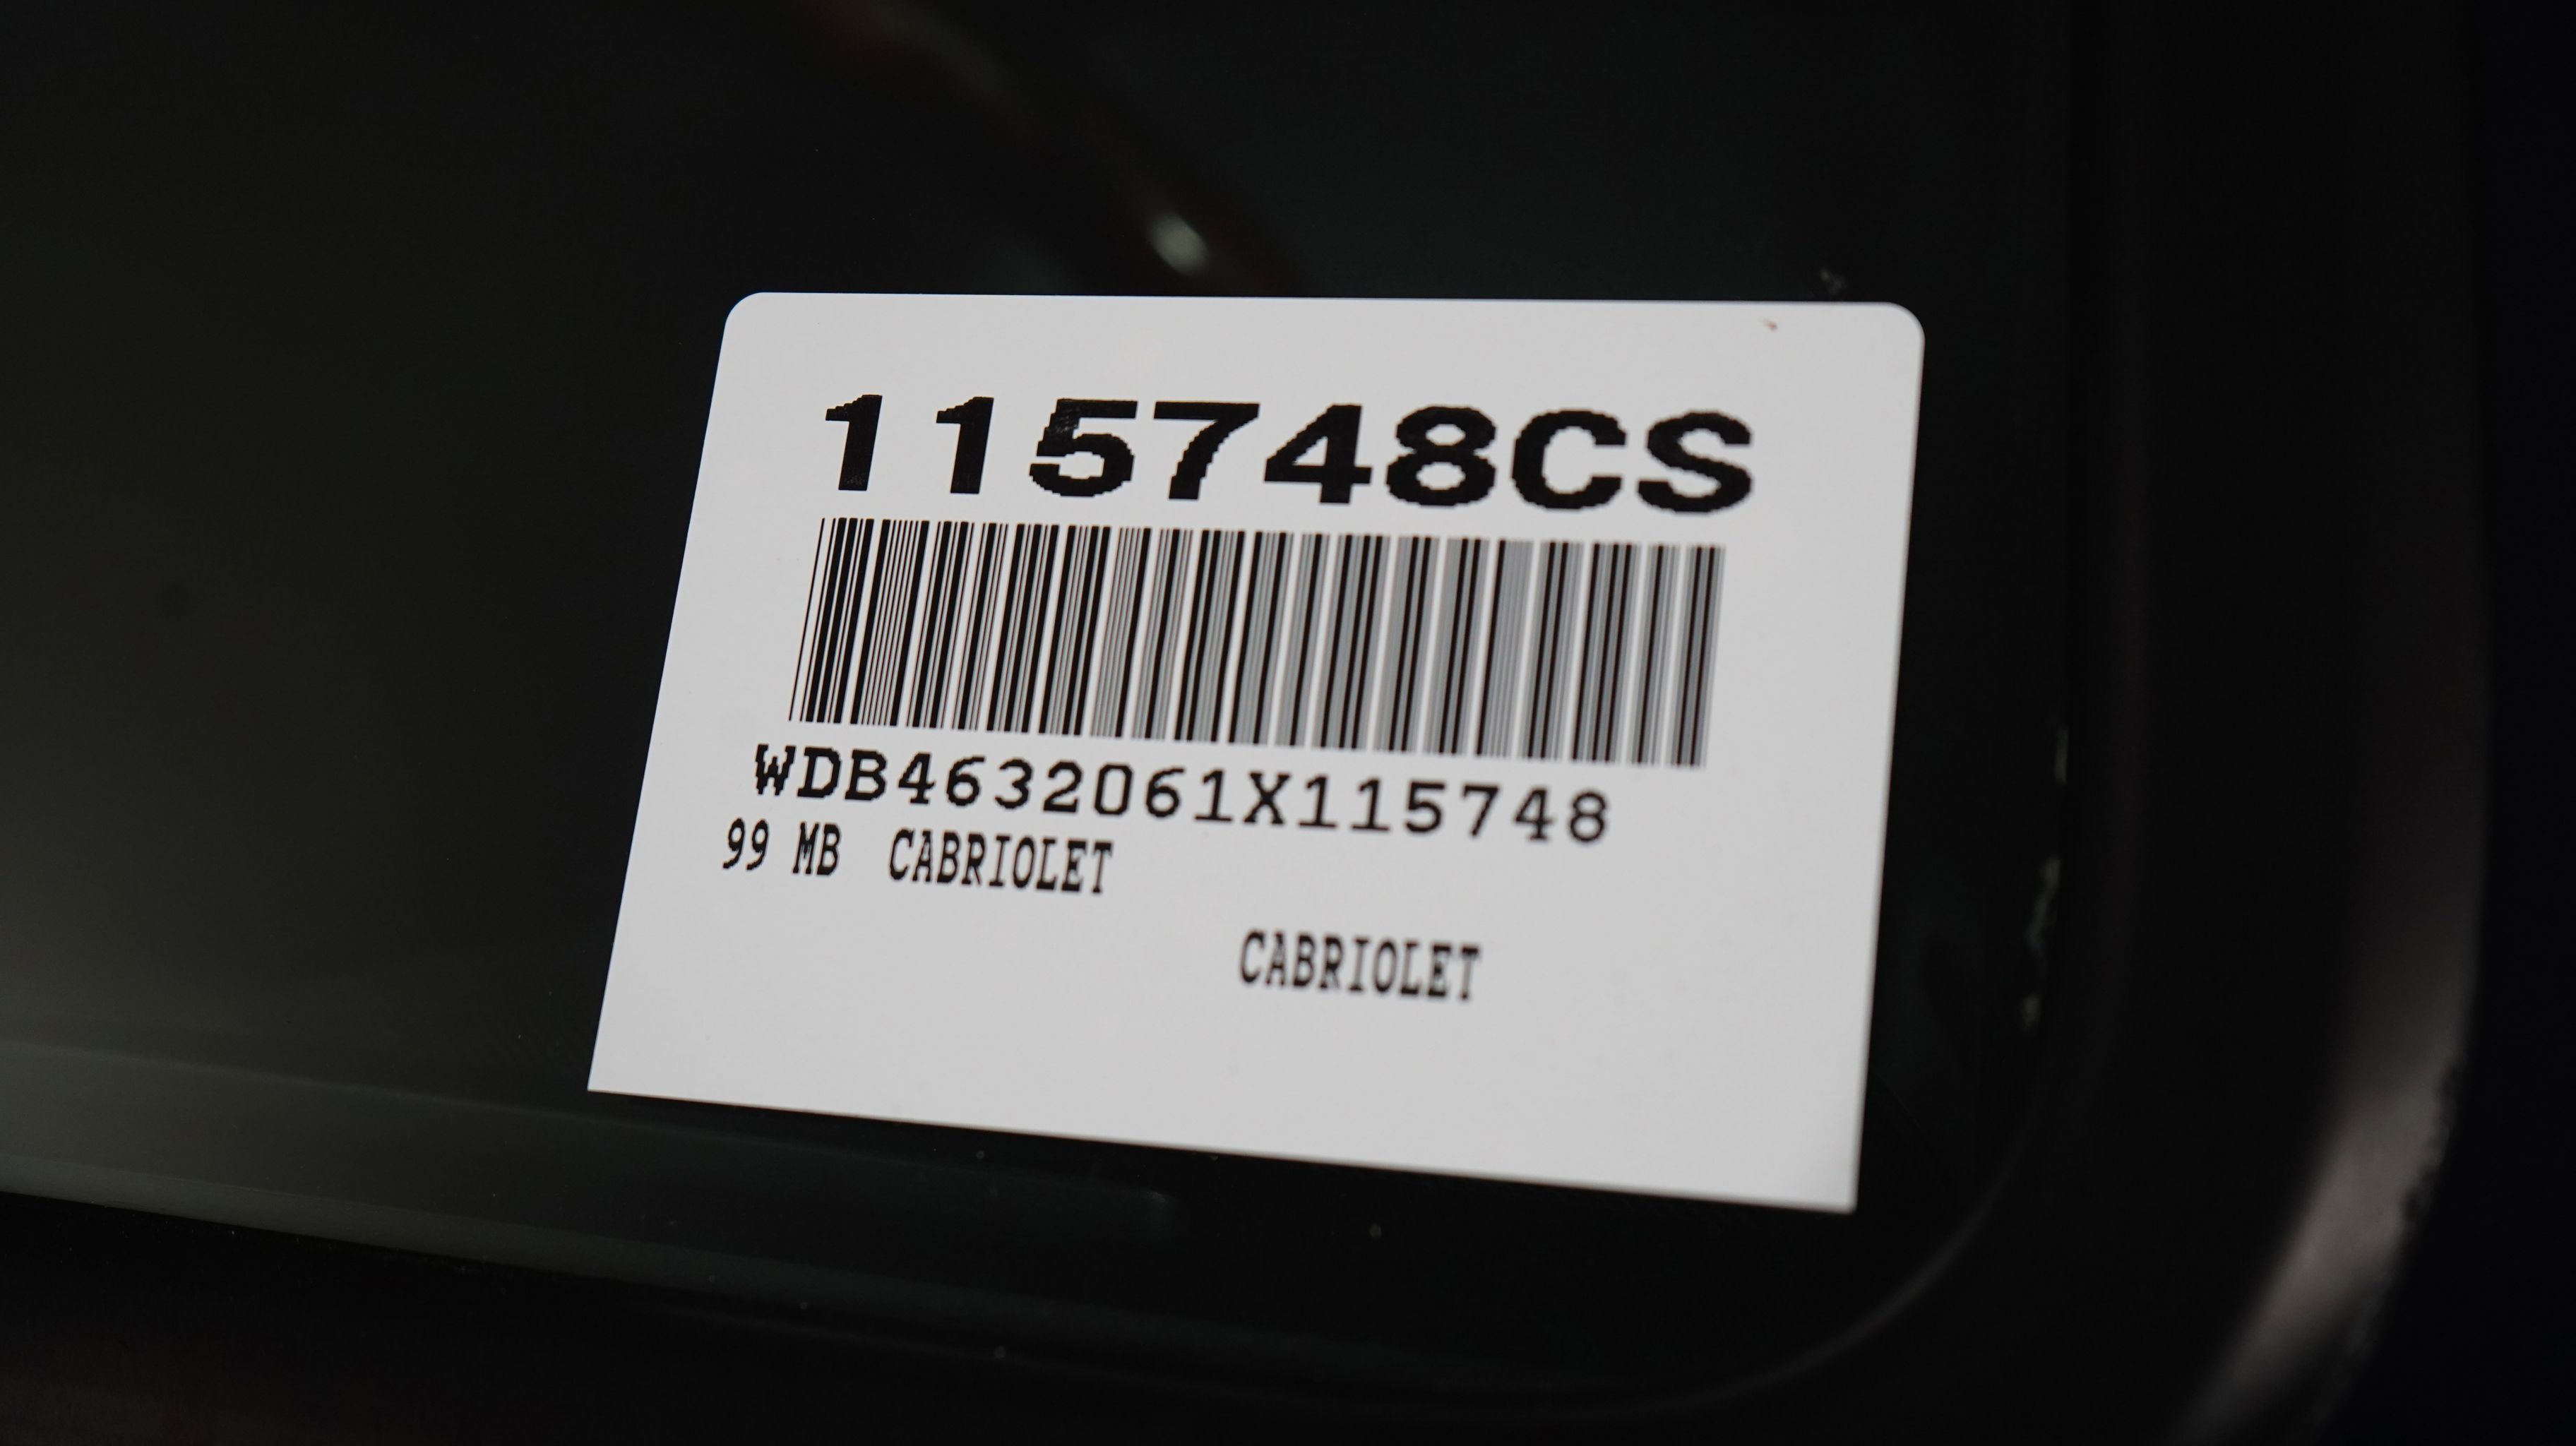 115748CS
WDB4632061X115748
99 MB CABRIOLET
CABRIOLET